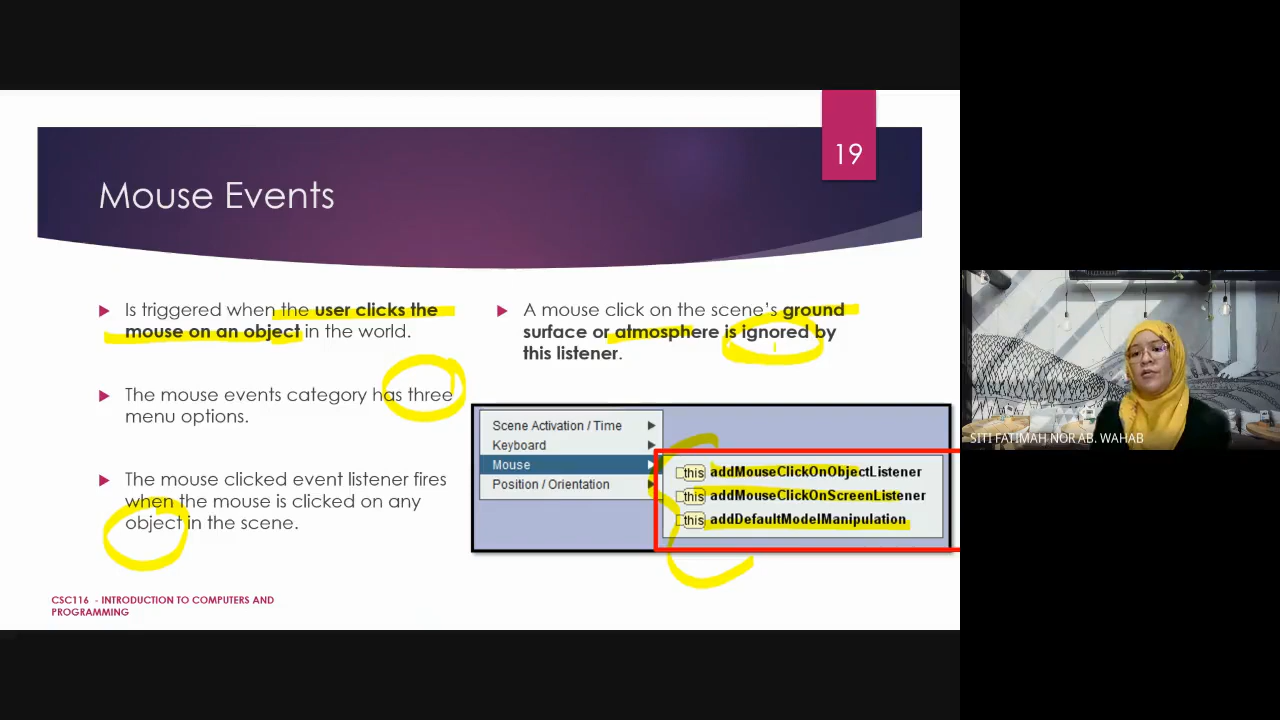 19
Mouse Events
Is triggered when the user clicks the
mouse on an object in the world.
The mouse events category has three
menu options.
The mouse clicked event listener fires
when the mouse is clicked on any
object in the scene.
A mouse click on the scene's ground
surface or atmosphere is ignored by
this listener.
Scene Activation / Time
Keyboard
Mouse
Position / Orientation
this addMouseClickOnObjectListener
this addMouseClickOnScreenListener
this addDefaultModelManipulation
CSC116 - INTRODUCTION TO COMPUTERS AND
PROGRAMMING
SITI FATIMAH NOR AB. WAHAB